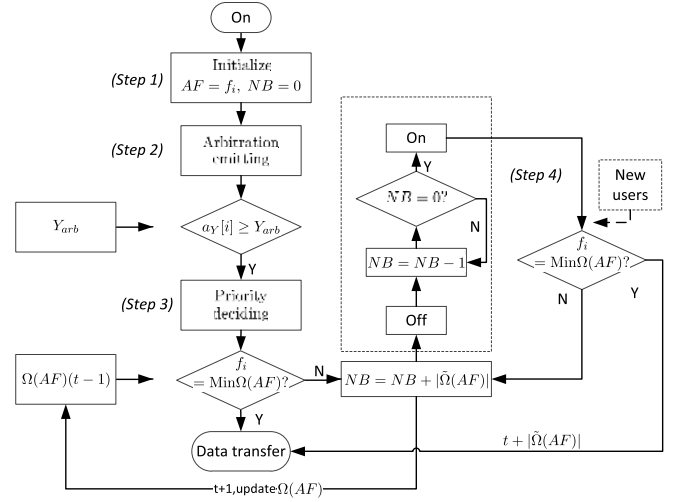 On
(Step 1)
Initialize
AF = f_i, NB = 0
(Step 2)
Arbitration
emitting
Y_arb
a_Y[i] ≥ Y_arb
Y
(Step 3)
Priority
deciding
Ω(AF)(t − 1)
f_i
= MinΩ(AF)?
N
Y
Data transfer
NB = NB + |Ω̃(AF)|
Off
NB = NB − 1
N
NB = 0?
Y
On
(Step 4)
New
users
f_i
= MinΩ(AF)?
N
Y
t + |Ω̃(AF)|
t+1,update Ω(AF)